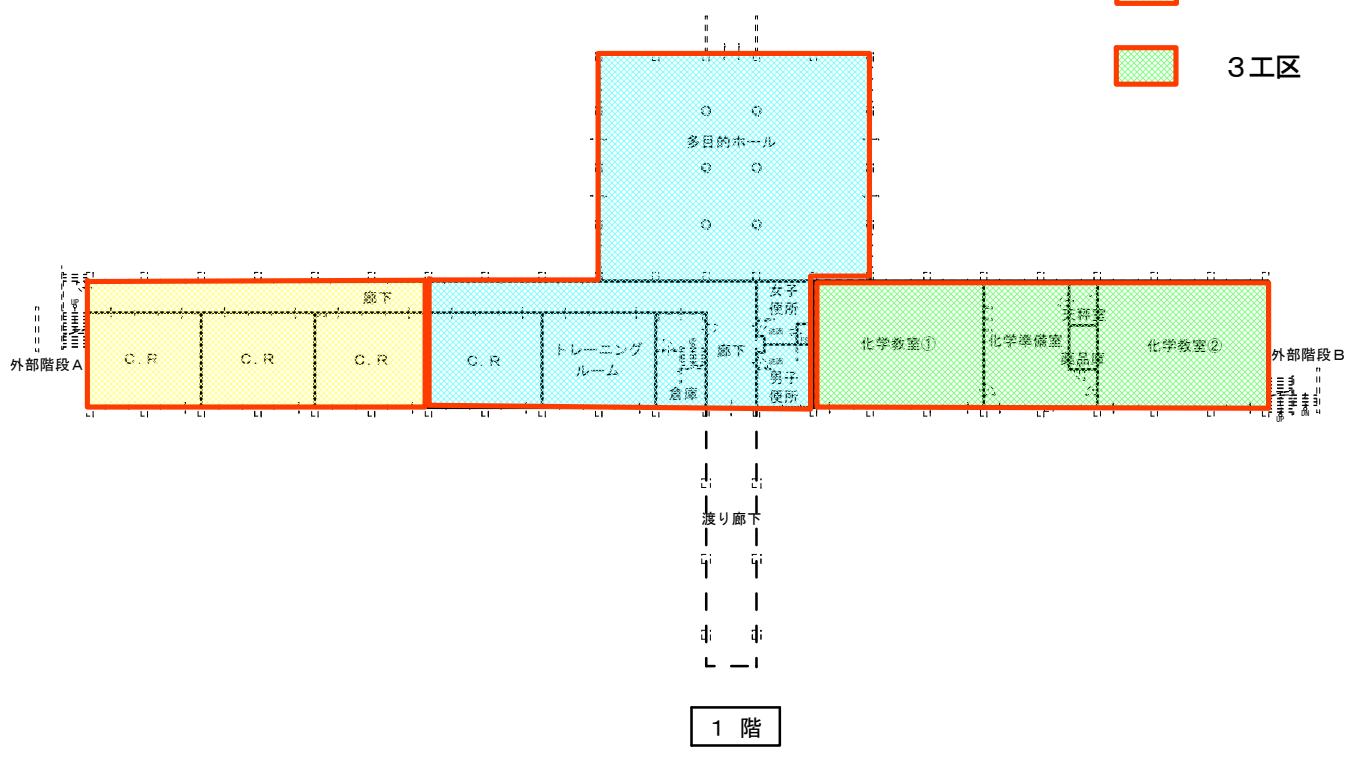 3工区
多目的ホール
廊下
女子
便所
C.R
C.R
C.R
C.R
トレーニング
ルーム
倉庫
廊下
男子
便所
化学教室①
化学準備室
天秤室
薬品庫
化学教室②
外部階段A
外部階段B
渡り廊下
1 階